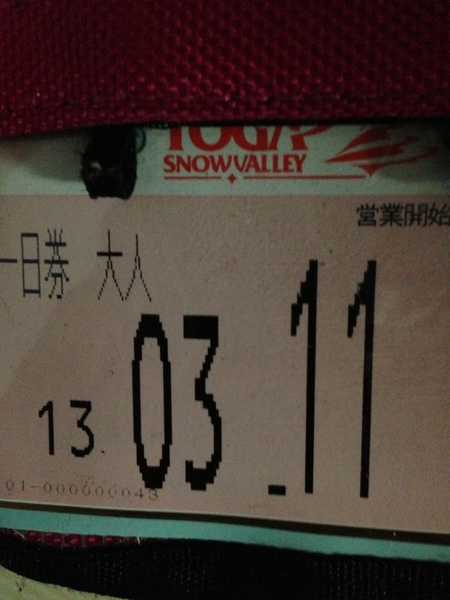 TOGA
SNOWVALLEY
営業開始
一日券 大人
13. 03.11
01-000000043